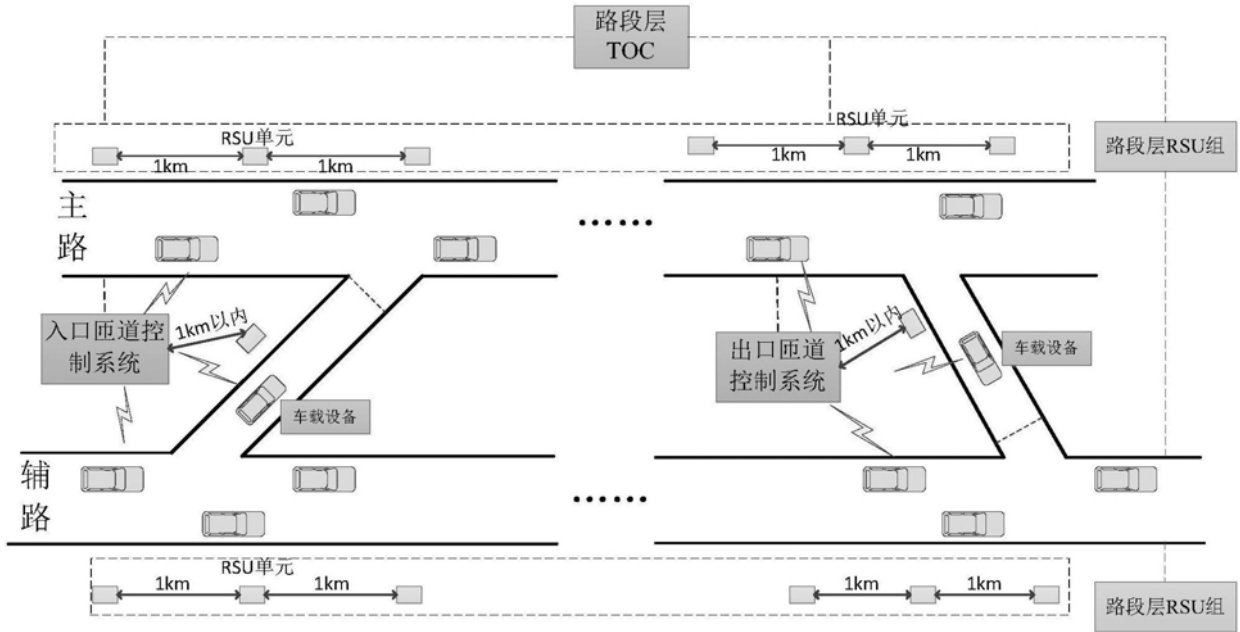 路段层
TOC
RSU单元
1km
1km
RSU单元
1km
1km
路段层RSU组
主
路
入口匝道控
制系统
1km以内
车载设备
出口匝道
控制系统
1km以内
车载设备
辅
路
RSU单元
1km
1km
1km
1km
路段层RSU组